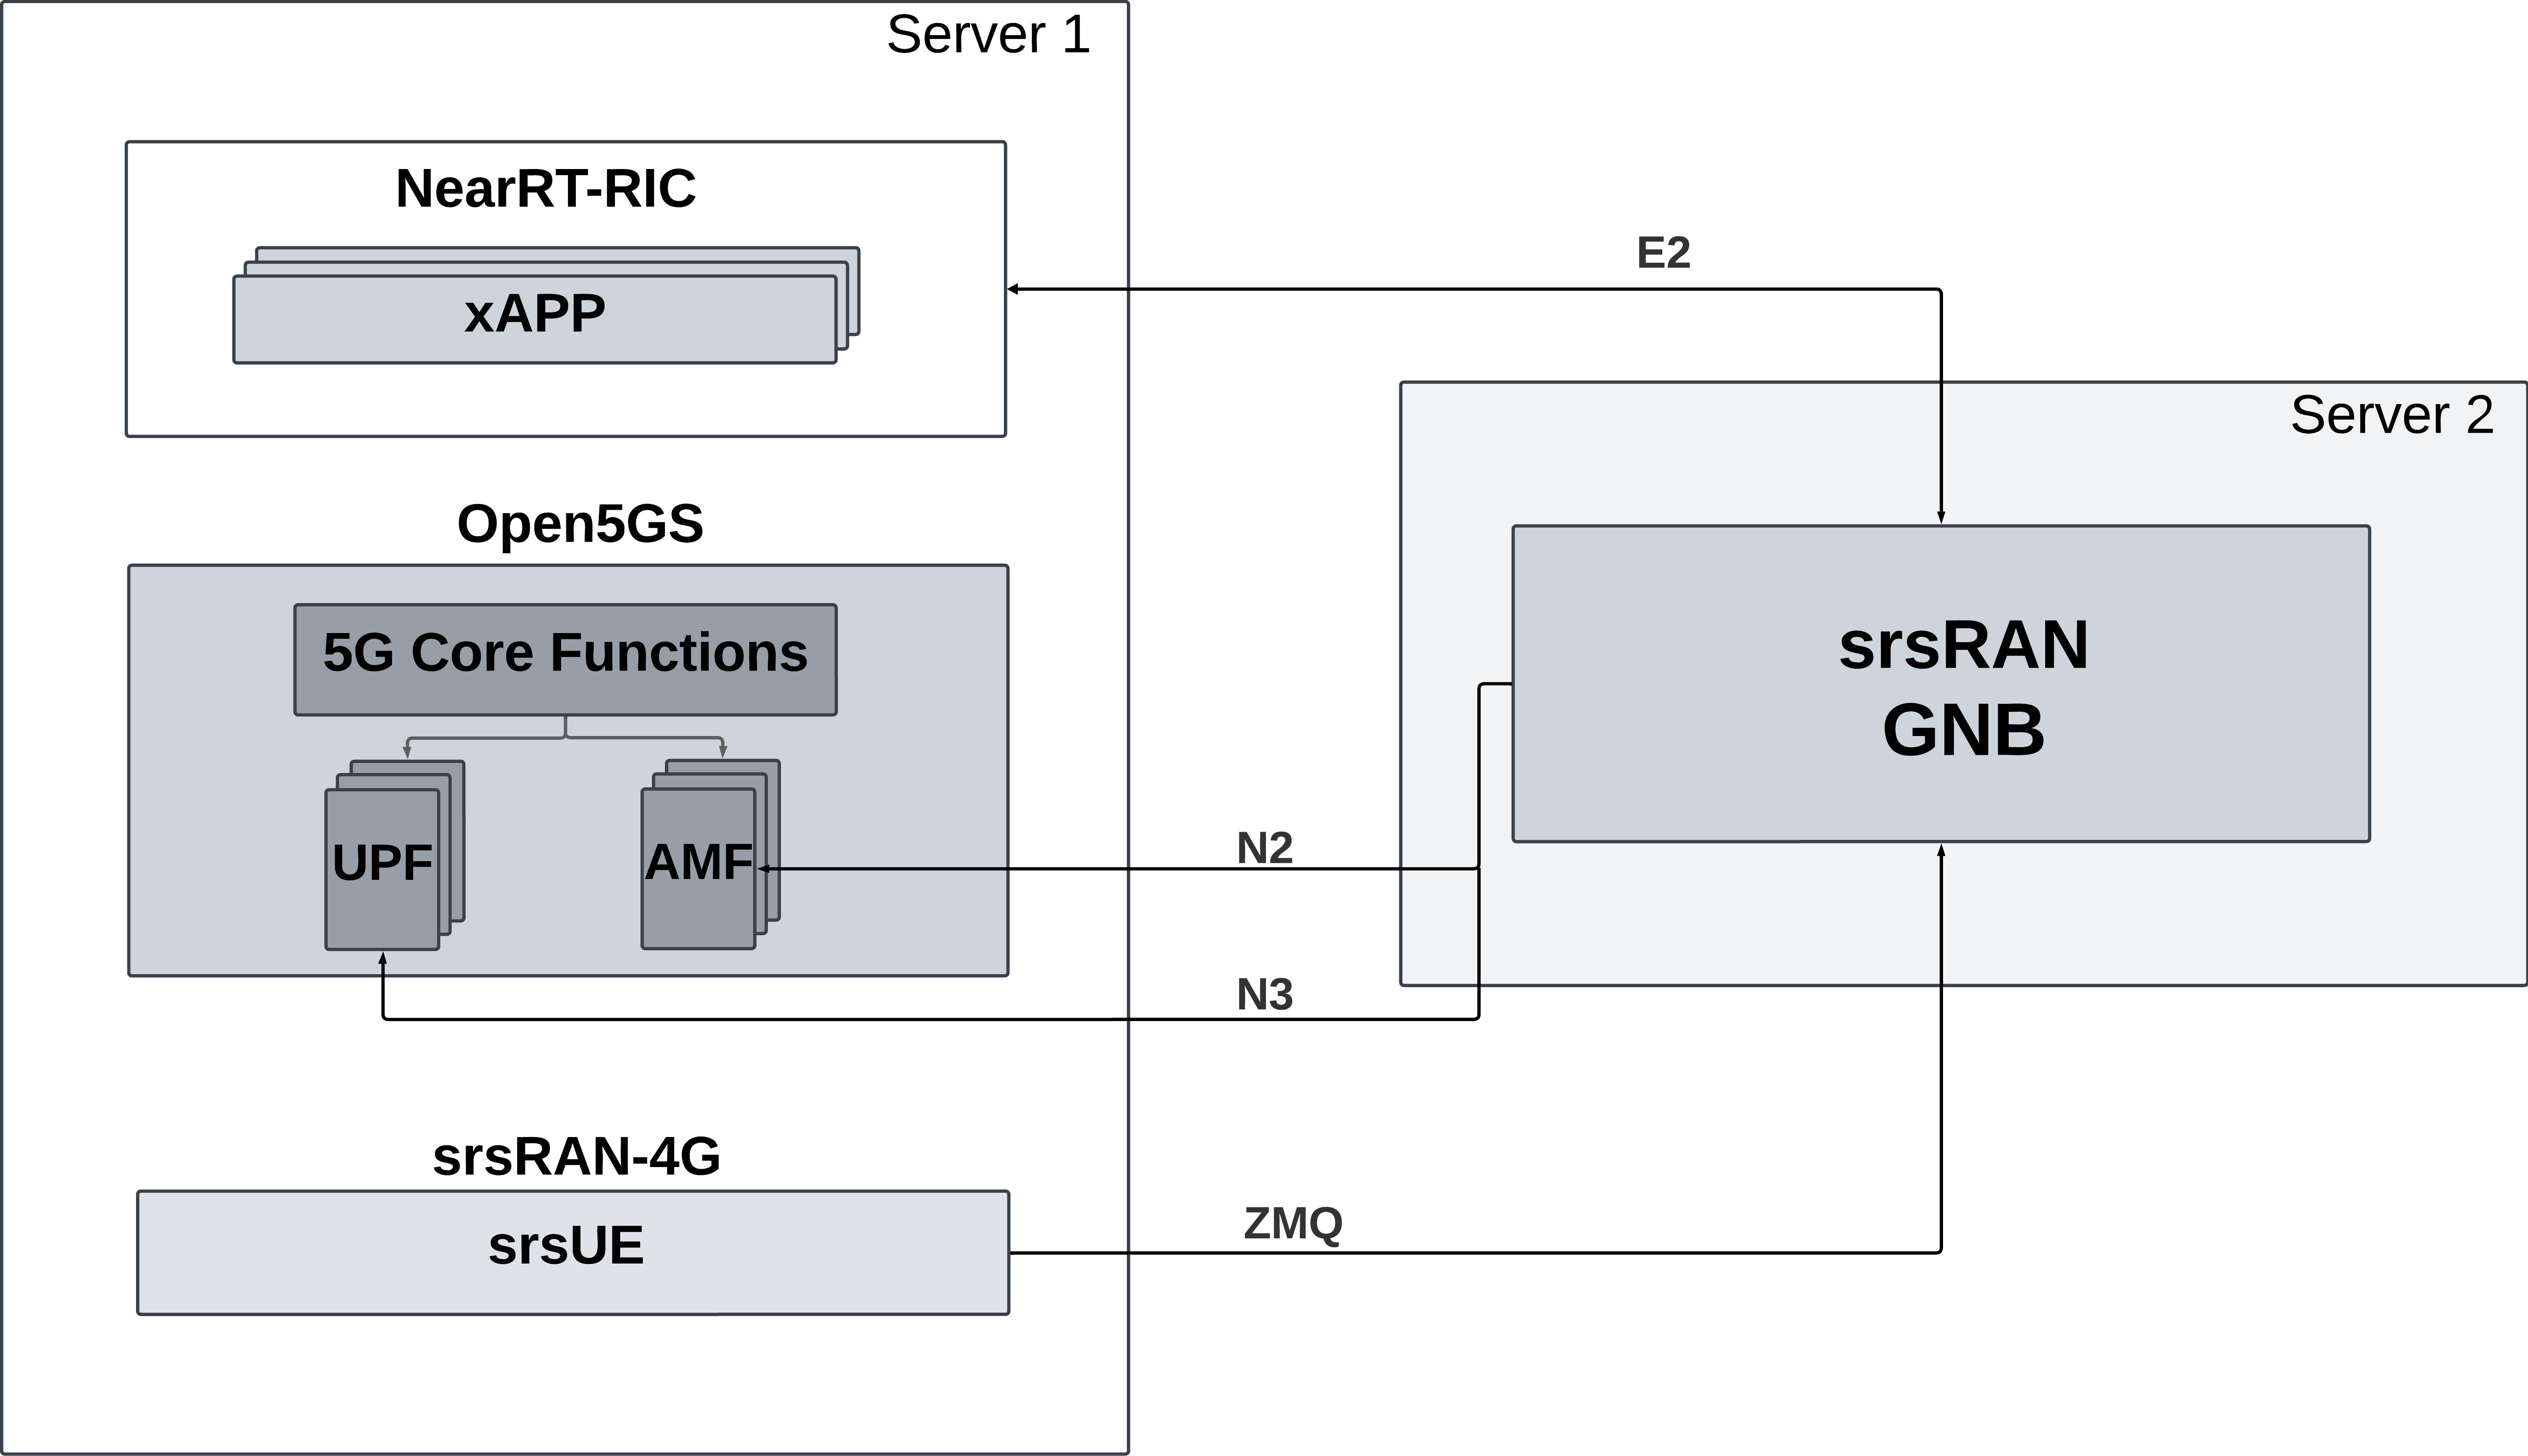 Server 1
NearRT-RIC
xAPP
E2
Server 2
Open5GS
5G Core Functions
srsRAN
GNB
UPF
AMF
N2
N3
srsRAN-4G
srsUE
ZMQ